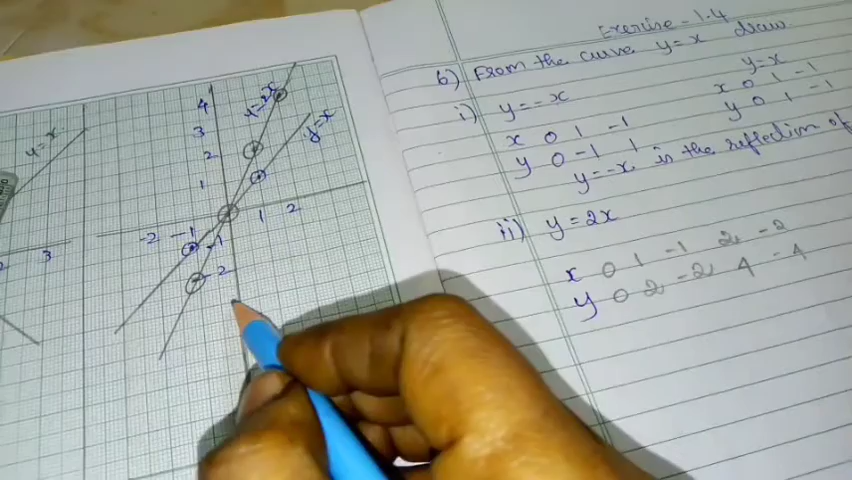 Exercise - 1.4
6) From the curve y = x draw
i) y = -x
y = x
x 0 1 -1
x 0 1 -1
y 0 -1 1
y 0 1 -1
y = -x is the reflection of
ii) y = 2x
x 0 1 -1 2 -2
y 0 2 -2 4 -4
y = x
3
4
3
2
1
-2 -1 1 2
-1
-2
y = 2x
y = x